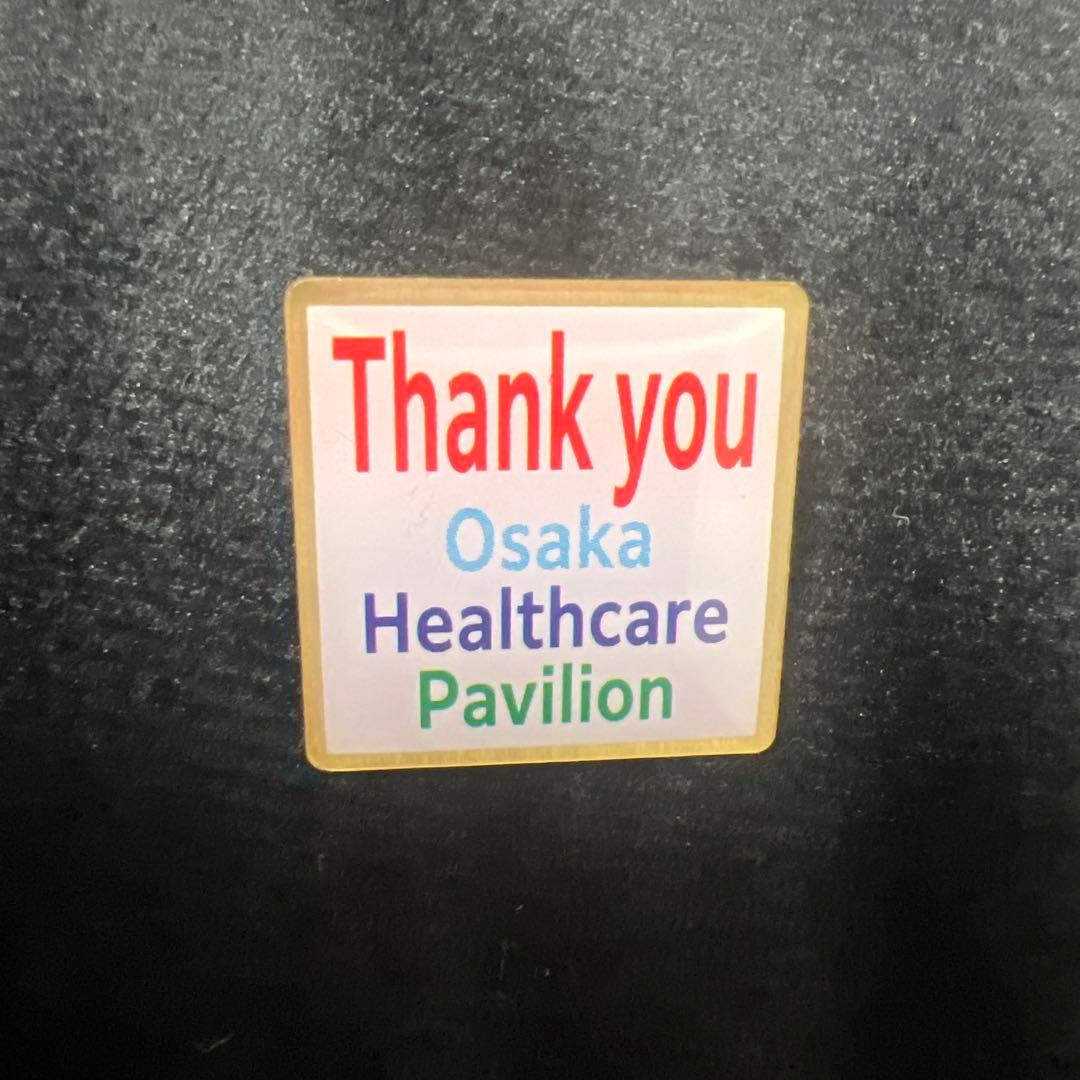 Thank you
Osaka
Healthcare
Pavilion